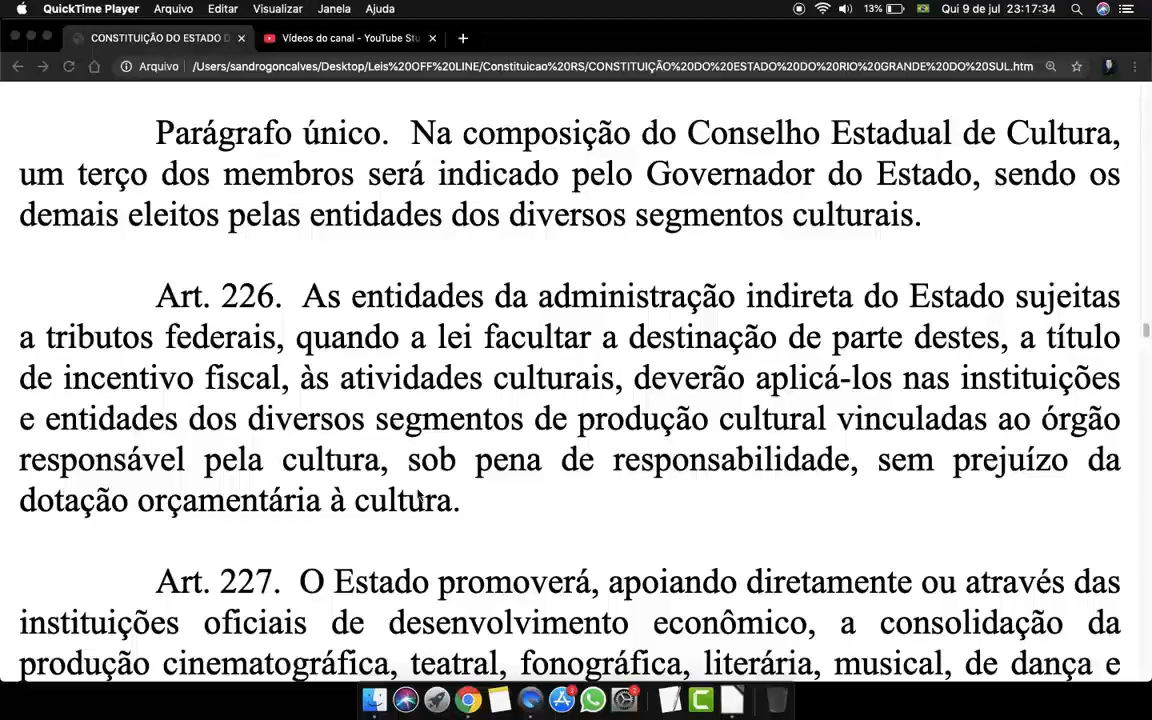 QuickTime Player Arquivo Editar Visualizar Janela Ajuda 13% Qui 9 de jul 23:17:34
CONSTITUIÇÃO DO ESTADO D Vídeos do canal - YouTube Stu
Arquivo /Users/sandrogoncalves/Desktop/Leis%20OFF%20LINE/Constituicao%20RS/CONSTITUIÇÃO%20DO%20ESTADO%20DO%20RIO%20GRANDE%20DO%20SUL.htm
Parágrafo único. Na composição do Conselho Estadual de Cultura,
um terço dos membros será indicado pelo Governador do Estado, sendo os
demais eleitos pelas entidades dos diversos segmentos culturais.
Art. 226. As entidades da administração indireta do Estado sujeitas
a tributos federais, quando a lei facultar a destinação de parte destes, a título
de incentivo fiscal, às atividades culturais, deverão aplicá-los nas instituições
e entidades dos diversos segmentos de produção cultural vinculadas ao órgão
responsável pela cultura, sob pena de responsabilidade, sem prejuízo da
dotação orçamentária à cultura.
Art. 227. O Estado promoverá, apoiando diretamente ou através das
instituições oficiais de desenvolvimento econômico, a consolidação da
produção cinematográfica, teatral, fonográfica, literária, musical, de dança e